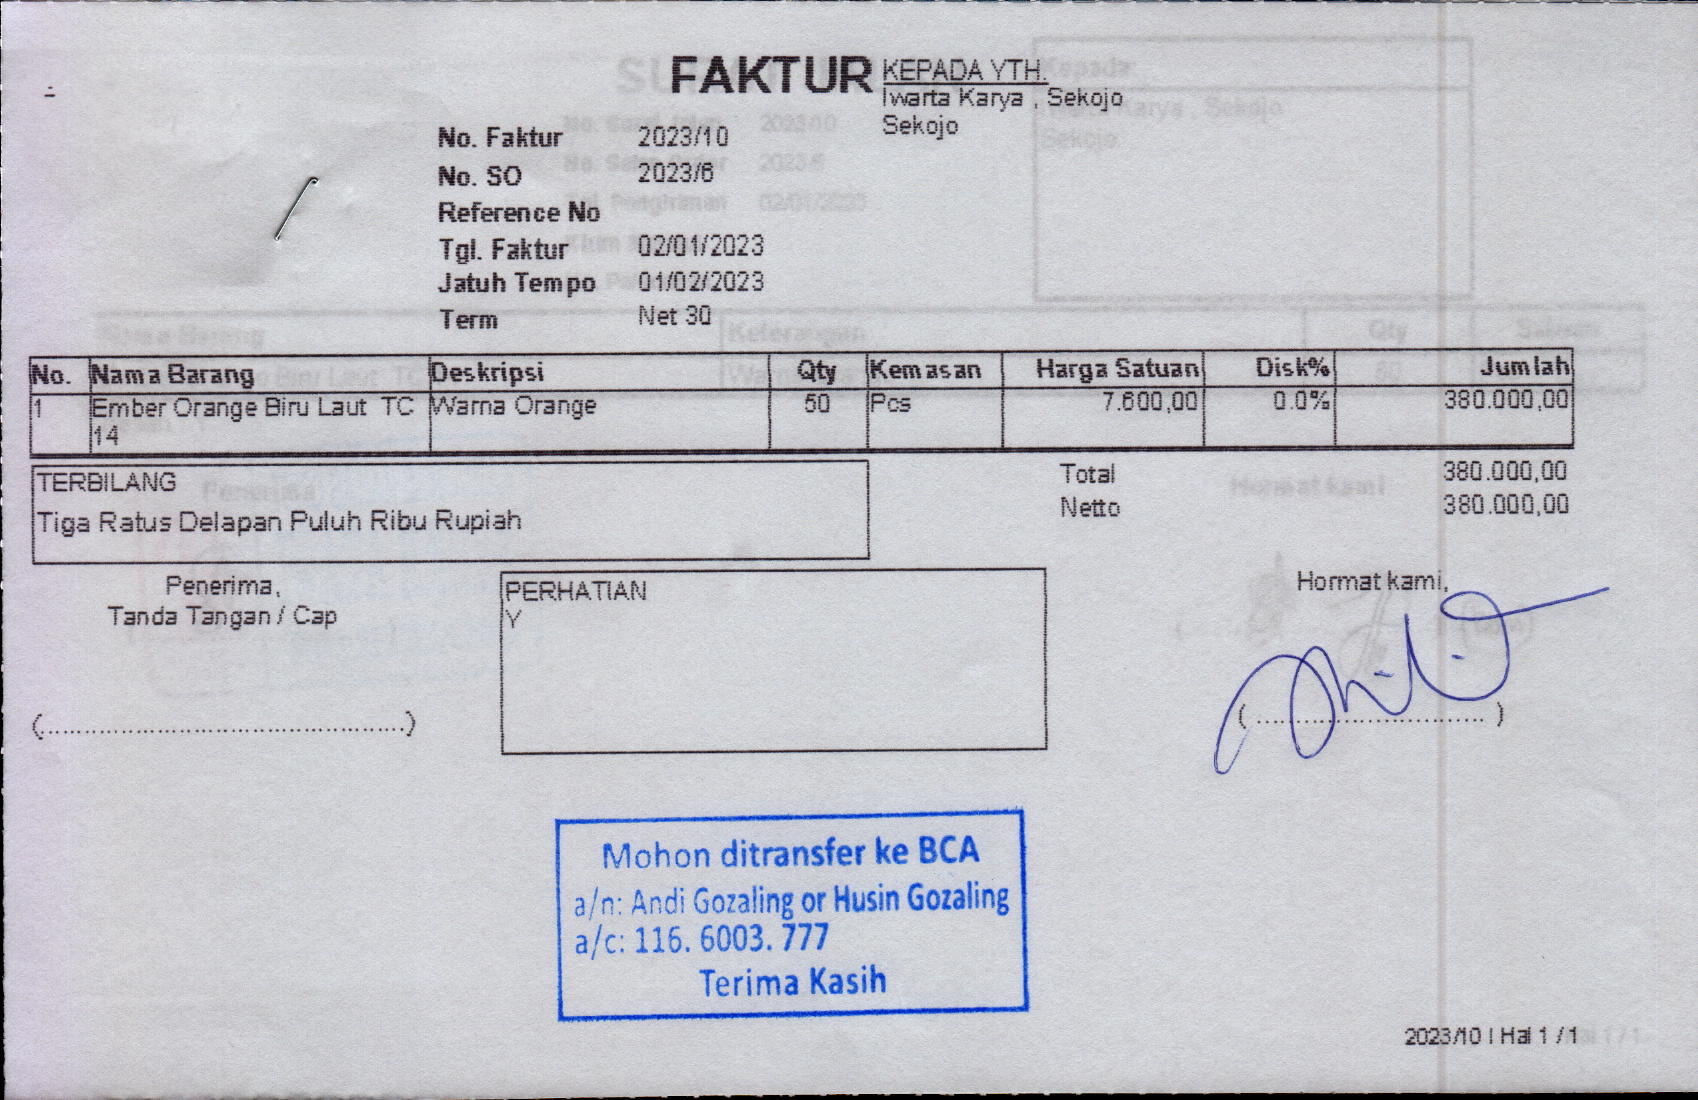 FAKTUR
KEPADA YTH.
Iwarta Karya , Sekojo
Sekojo
No. Faktur 2023/10
No. SO 2023/6
Reference No
Tgl. Faktur 02/01/2023
Jatuh Tempo 01/02/2023
Term Net 30
No. Nama Barang Deskripsi Qty Kemasan Harga Satuan Disk% Jumlah
1 Ember Orange Biru Laut TC 14 Warna Orange 50 Pcs 7.600,00 0.0% 380.000,00
TERBILANG
Tiga Ratus Delapan Puluh Ribu Rupiah
Total 380.000,00
Netto 380.000,00
Penerima,
Tanda Tangan / Cap
(..............................................)
PERHATIAN
Y
Hormat kami,
(..............................)
Mohon ditransfer ke BCA
a/n: Andi Gozaling or Husin Gozaling
a/c: 116. 6003. 777
Terima Kasih
2023/10 | Hal 1 / 1